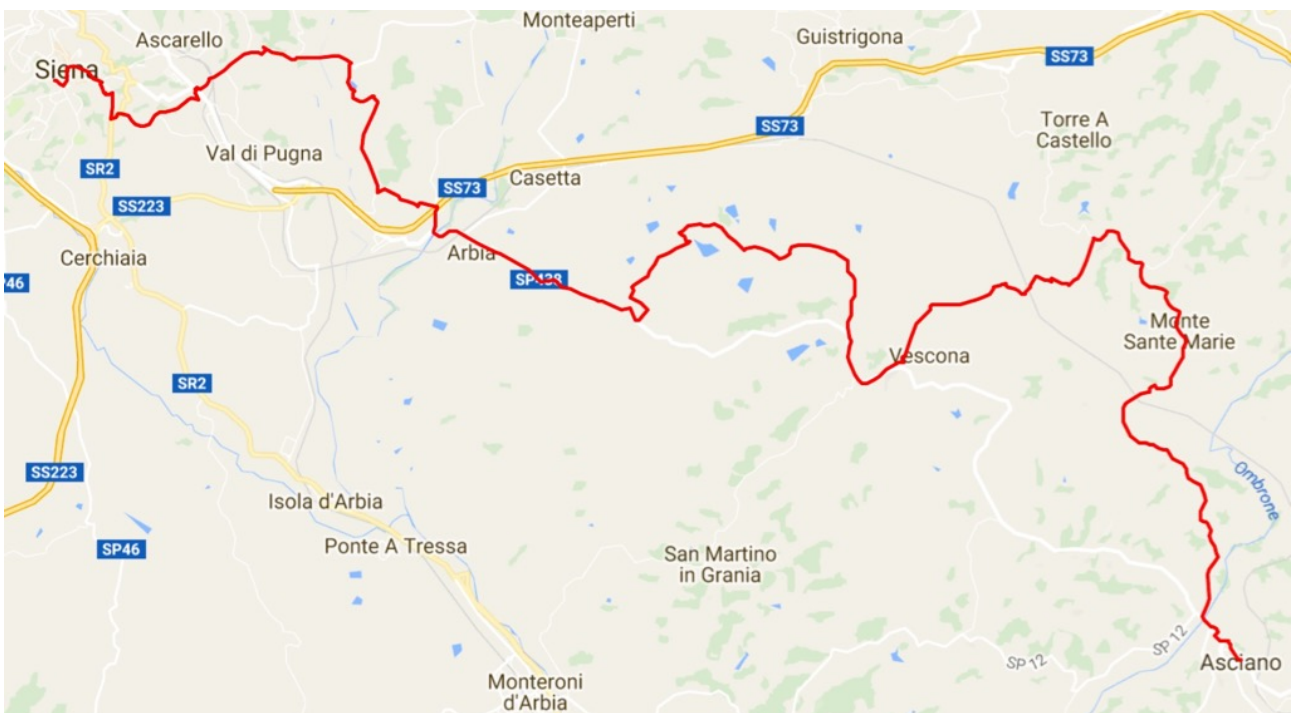 Monteaperti
Ascarello
Guistrigona
Siena
SS73
Torre A
Castello
SS73
Val di Pugna
SR2
Casetta
SS73
SS223
Arbia
Cerchiaia
SP438
46
Monte
Sante Marie
Vescona
SR2
SS223
Ombrone
Isola d'Arbia
Ponte A Tressa
SP46
San Martino
in Grania
SP 12
SP 12
Asciano
Monteroni
d'Arbia